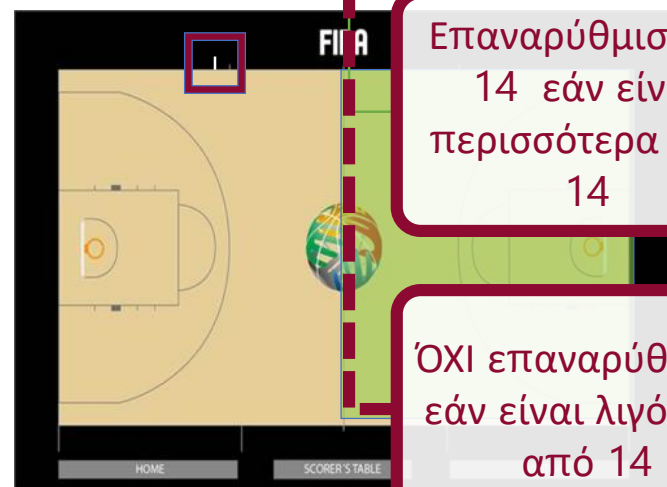 FIBA
Επαναρύθμισ
14 εάν είν
περισσότερα
14
ΌΧΙ επαναρύθ
εάν είναι λιγό
από 14
HOME
SCORER'S TABLE